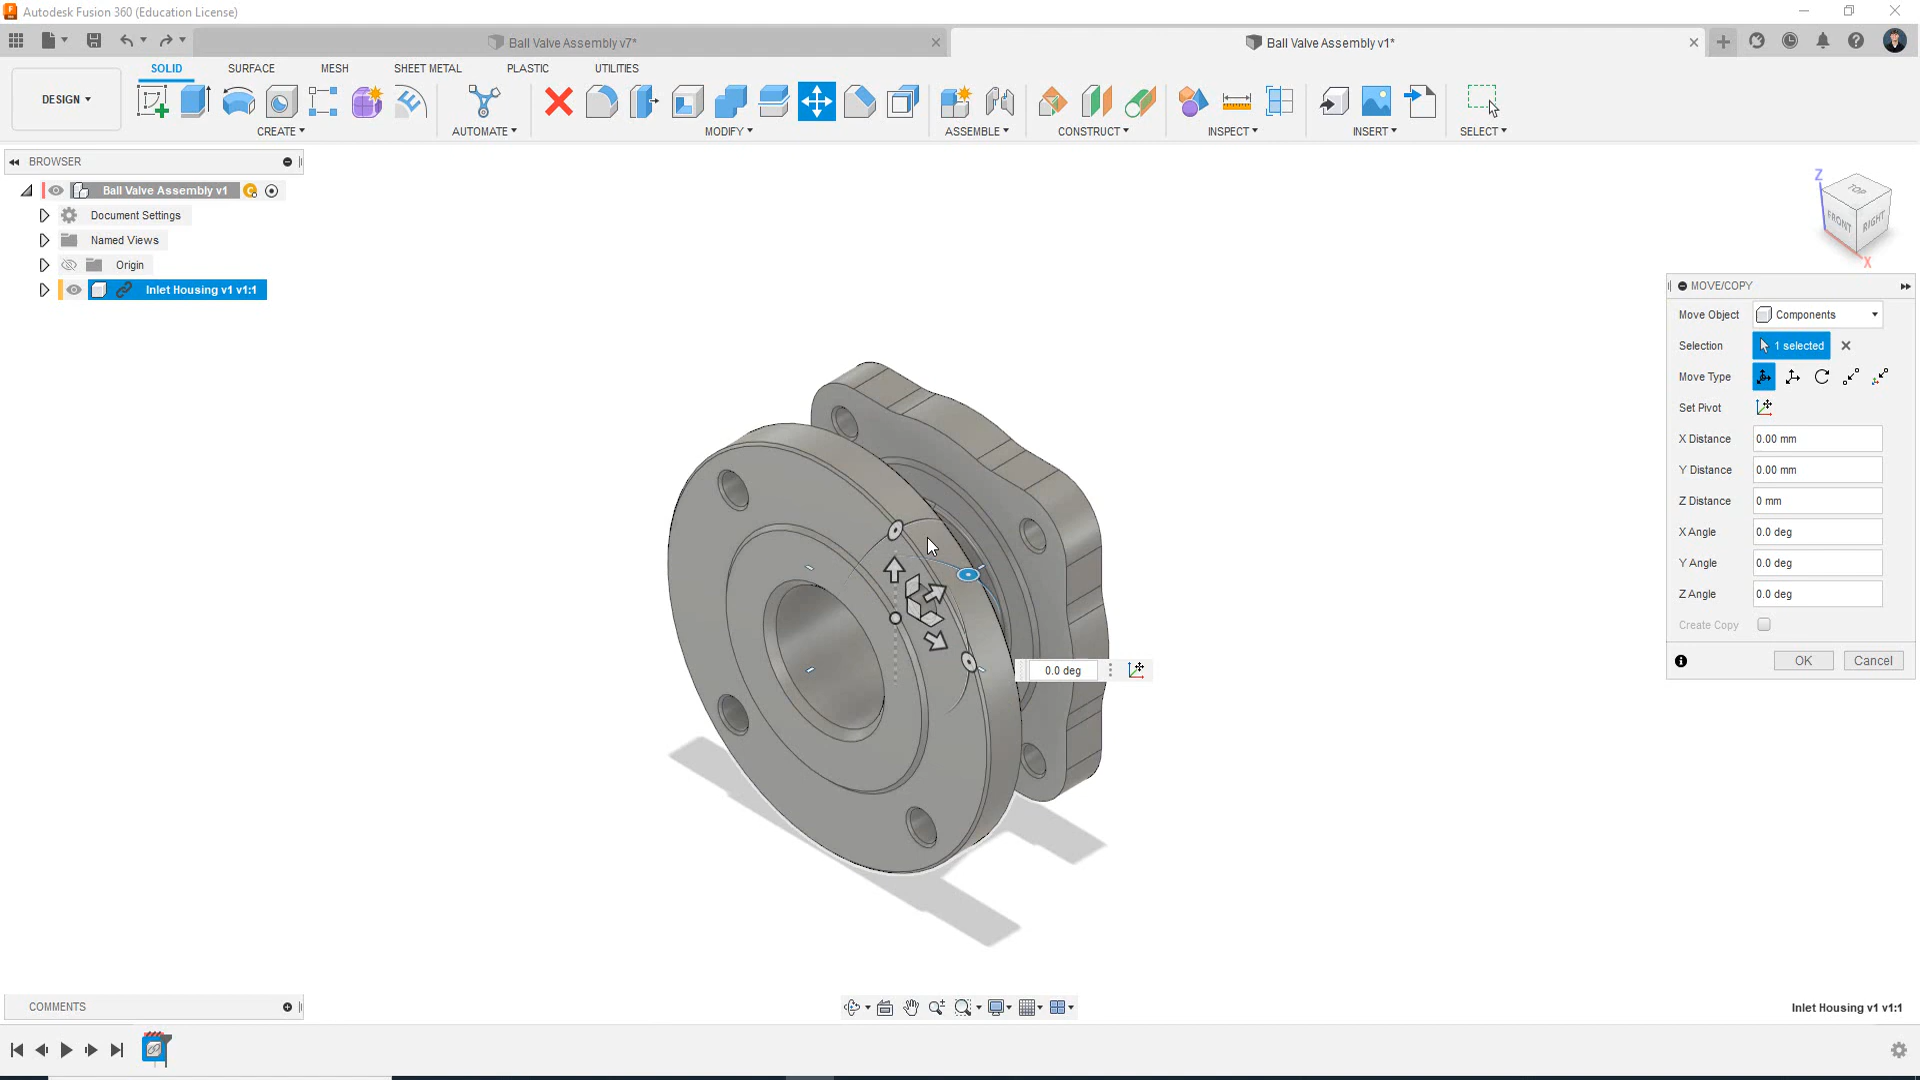 Autodesk Fusion 360 (Education License)
Ball Valve Assembly v7*
Ball Valve Assembly v1*
SOLID SURFACE MESH SHEET METAL PLASTIC UTILITIES
DESIGN
CREATE AUTOMATE MODIFY ASSEMBLE CONSTRUCT INSPECT INSERT SELECT
BROWSER
Ball Valve Assembly v1
Document Settings
Named Views
Origin
Inlet Housing v1 v1:1
Z
TOP
FRONT
RIGHT
X
MOVE/COPY
Move Object Components
Selection 1 selected
Move Type
Set Pivot
X Distance 0.00 mm
Y Distance 0.00 mm
Z Distance 0 mm
X Angle 0.0 deg
Y Angle 0.0 deg
Z Angle 0.0 deg
Create Copy
OK Cancel
0.0 deg
COMMENTS
Inlet Housing v1 v1:1